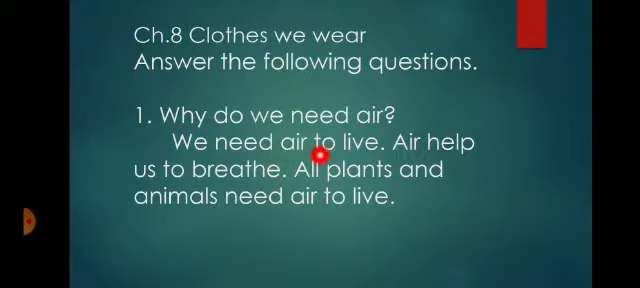 Ch.8 Clothes we wear
Answer the following questions.
1. Why do we need air?
We need air to live. Air help
us to breathe. All plants and
animals need air to live.